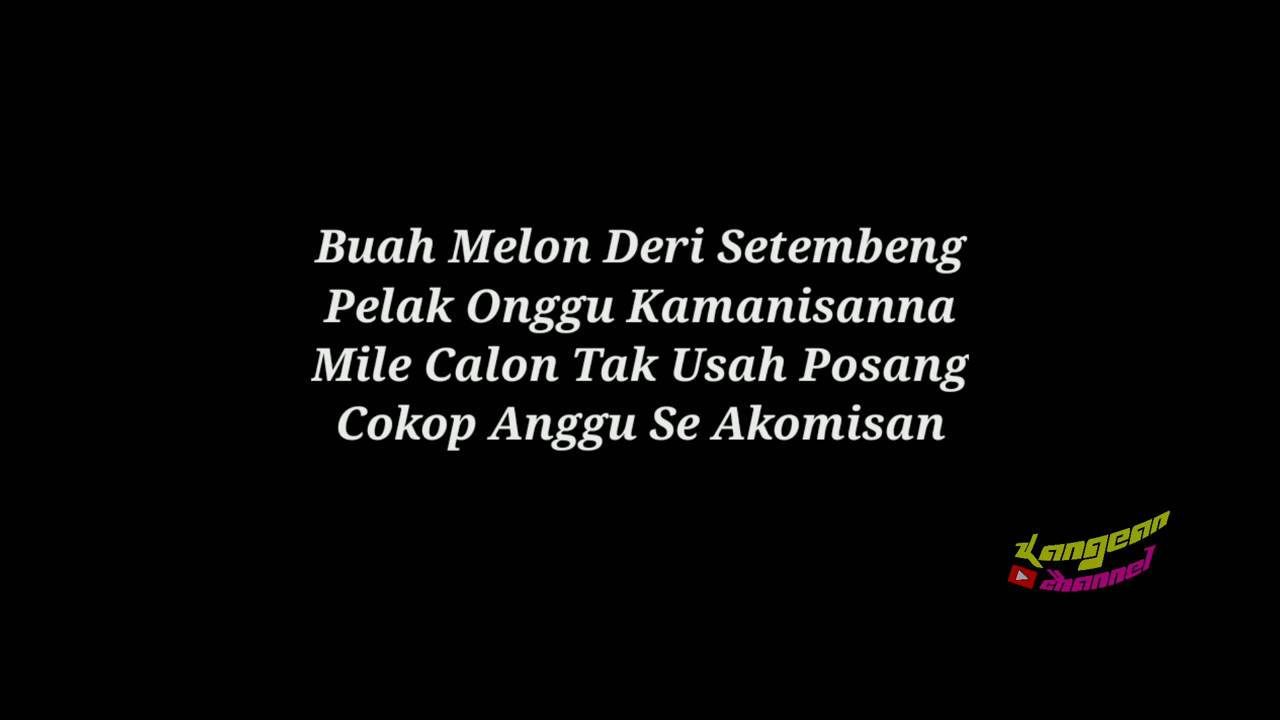 Buah Melon Deri Setembeng
Pelak Onggu Kamanisanna
Mile Calon Tak Usah Posang
Cokop Anggu Se Akomisan
Kangean
channel